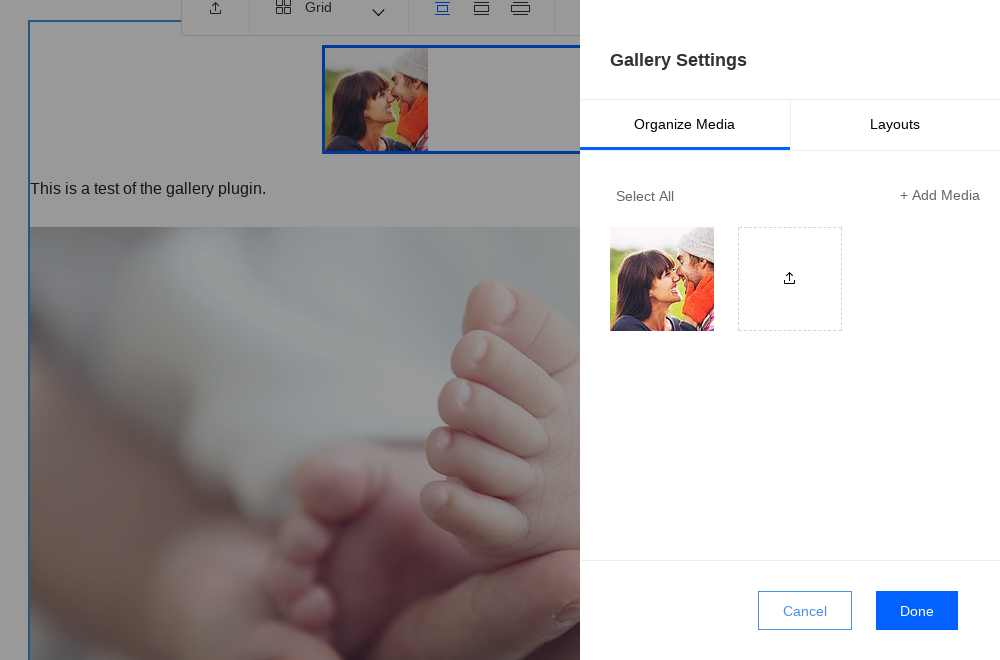 Grid
Gallery Settings
Organize Media
Layouts
This is a test of the gallery plugin.
Select All
+ Add Media
Cancel
Done